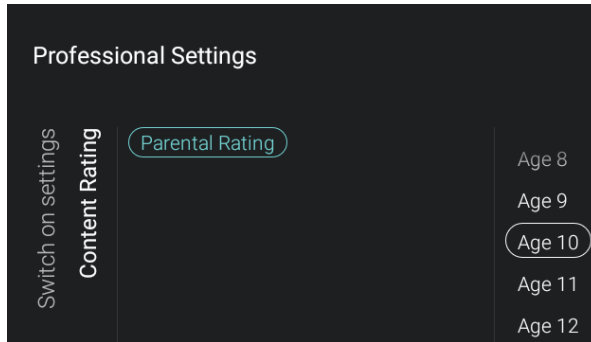 Professional Settings
Switch on settings
Content Rating
Parental Rating
Age 8
Age 9
Age 10
Age 11
Age 12